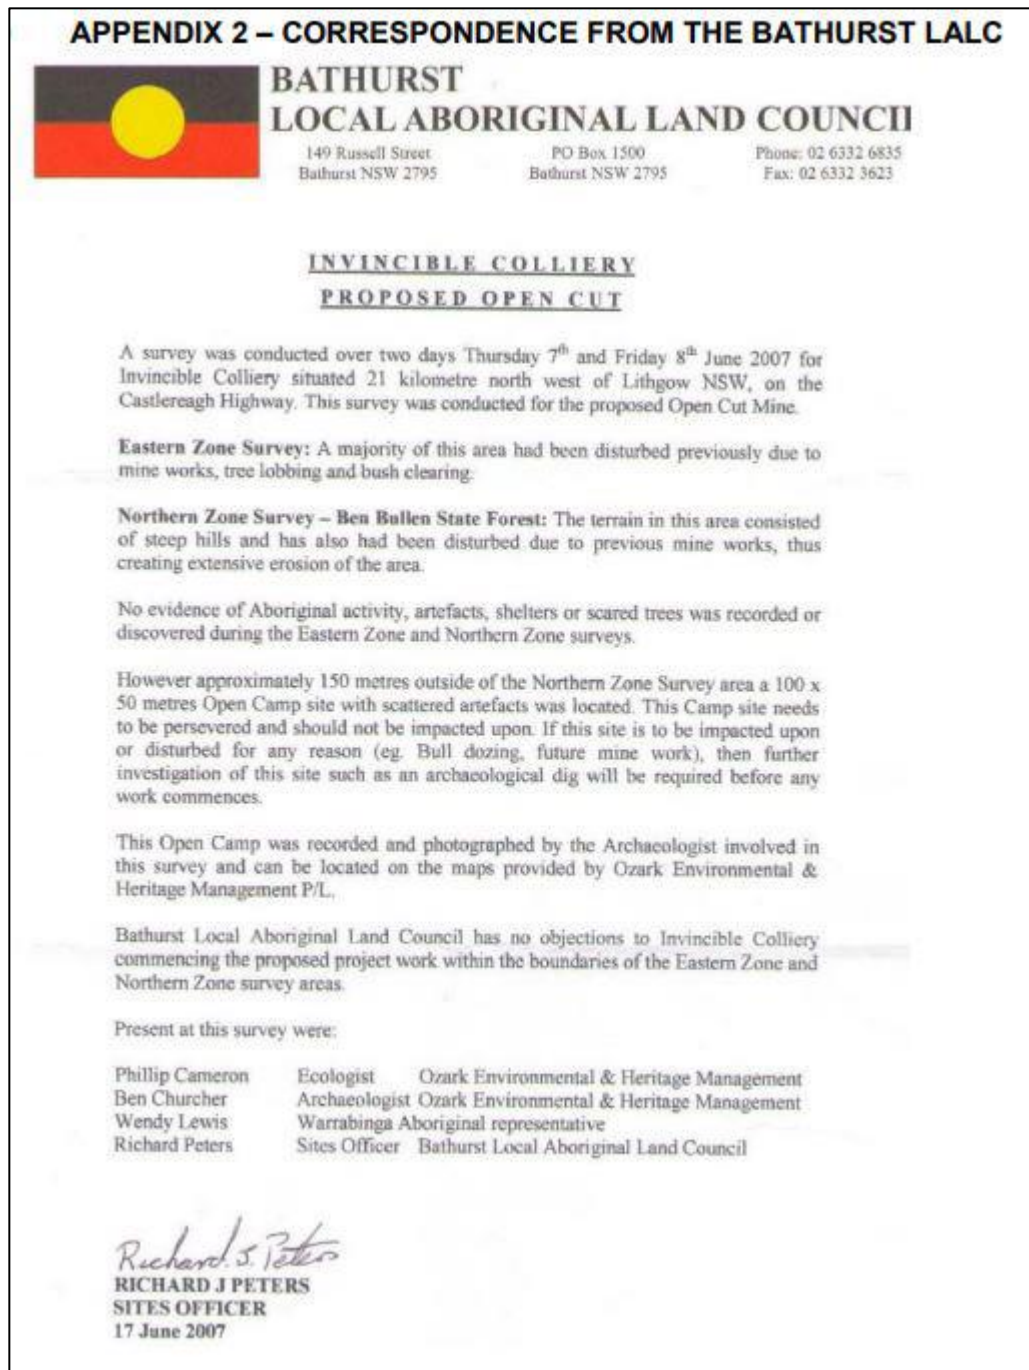 APPENDIX 2 – CORRESPONDENCE FROM THE BATHURST LALC
BATHURST
LOCAL ABORIGINAL LAND COUNCIL
149 Russell Street
Bathurst NSW 2795
PO Box 1500
Bathurst NSW 2795
Phone: 02 6332 6835
Fax: 02 6332 3623
INVINCIBLE COLLIERY
PROPOSED OPEN CUT
A survey was conducted over two days Thursday 7th and Friday 8th June 2007 for
Invincible Colliery situated 21 kilometre north west of Lithgow NSW, on the
Castlereagh Highway. This survey was conducted for the proposed Open Cut Mine.
Eastern Zone Survey: A majority of this area had been disturbed previously due to
mine works, tree lobbing and bush clearing.
Northern Zone Survey – Ben Bullen State Forest: The terrain in this area consisted
of steep hills and has also had been disturbed due to previous mine works, thus
creating extensive erosion of the area.
No evidence of Aboriginal activity, artefacts, shelters or scared trees was recorded or
discovered during the Eastern Zone and Northern Zone surveys.
However approximately 150 metres outside of the Northern Zone Survey area a 100 x
50 metres Open Camp site with scattered artefacts was located. This Camp site needs
to be persevered and should not be impacted upon. If this site is to be impacted upon
or disturbed for any reason (eg. Bull dozing, future mine work), then further
investigation of this site such as an archaeological dig will be required before any
work commences.
This Open Camp was recorded and photographed by the Archaeologist involved in
this survey and can be located on the maps provided by Ozark Environmental &
Heritage Management P/L.
Bathurst Local Aboriginal Land Council has no objections to Invincible Colliery
commencing the proposed project work within the boundaries of the Eastern Zone and
Northern Zone survey areas.
Present at this survey were:
Phillip Cameron Ecologist Ozark Environmental & Heritage Management
Ben Churcher Archaeologist Ozark Environmental & Heritage Management
Wendy Lewis Warrabinga Aboriginal representative
Richard Peters Sites Officer Bathurst Local Aboriginal Land Council
Richard J. Peters
RICHARD J PETERS
SITES OFFICER
17 June 2007